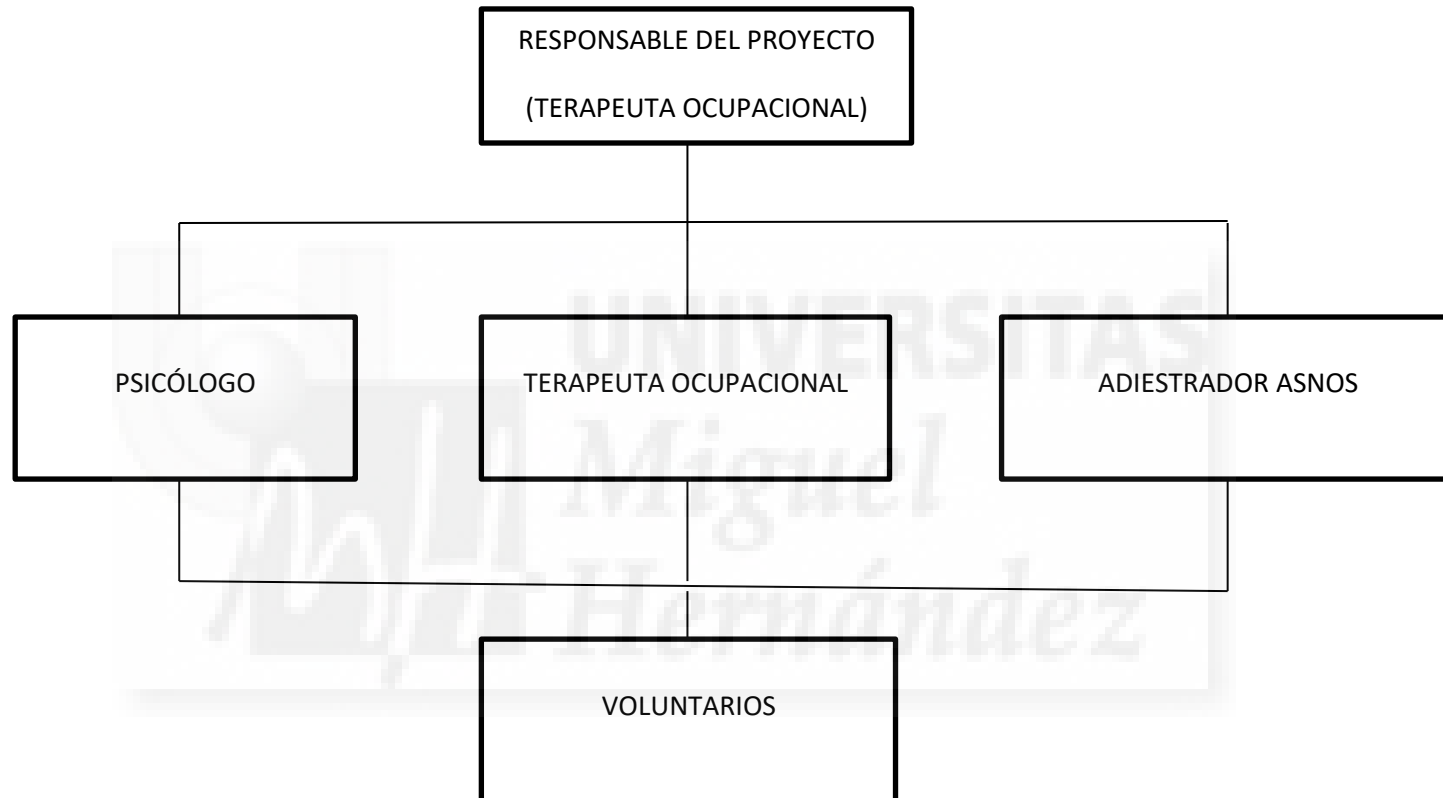 RESPONSABLE DEL PROYECTO
(TERAPEUTA OCUPACIONAL)
PSICÓLOGO
TERAPEUTA OCUPACIONAL
ADIESTRADOR ASNOS
VOLUNTARIOS
UNIVERSITAS
Miguel
Hernández